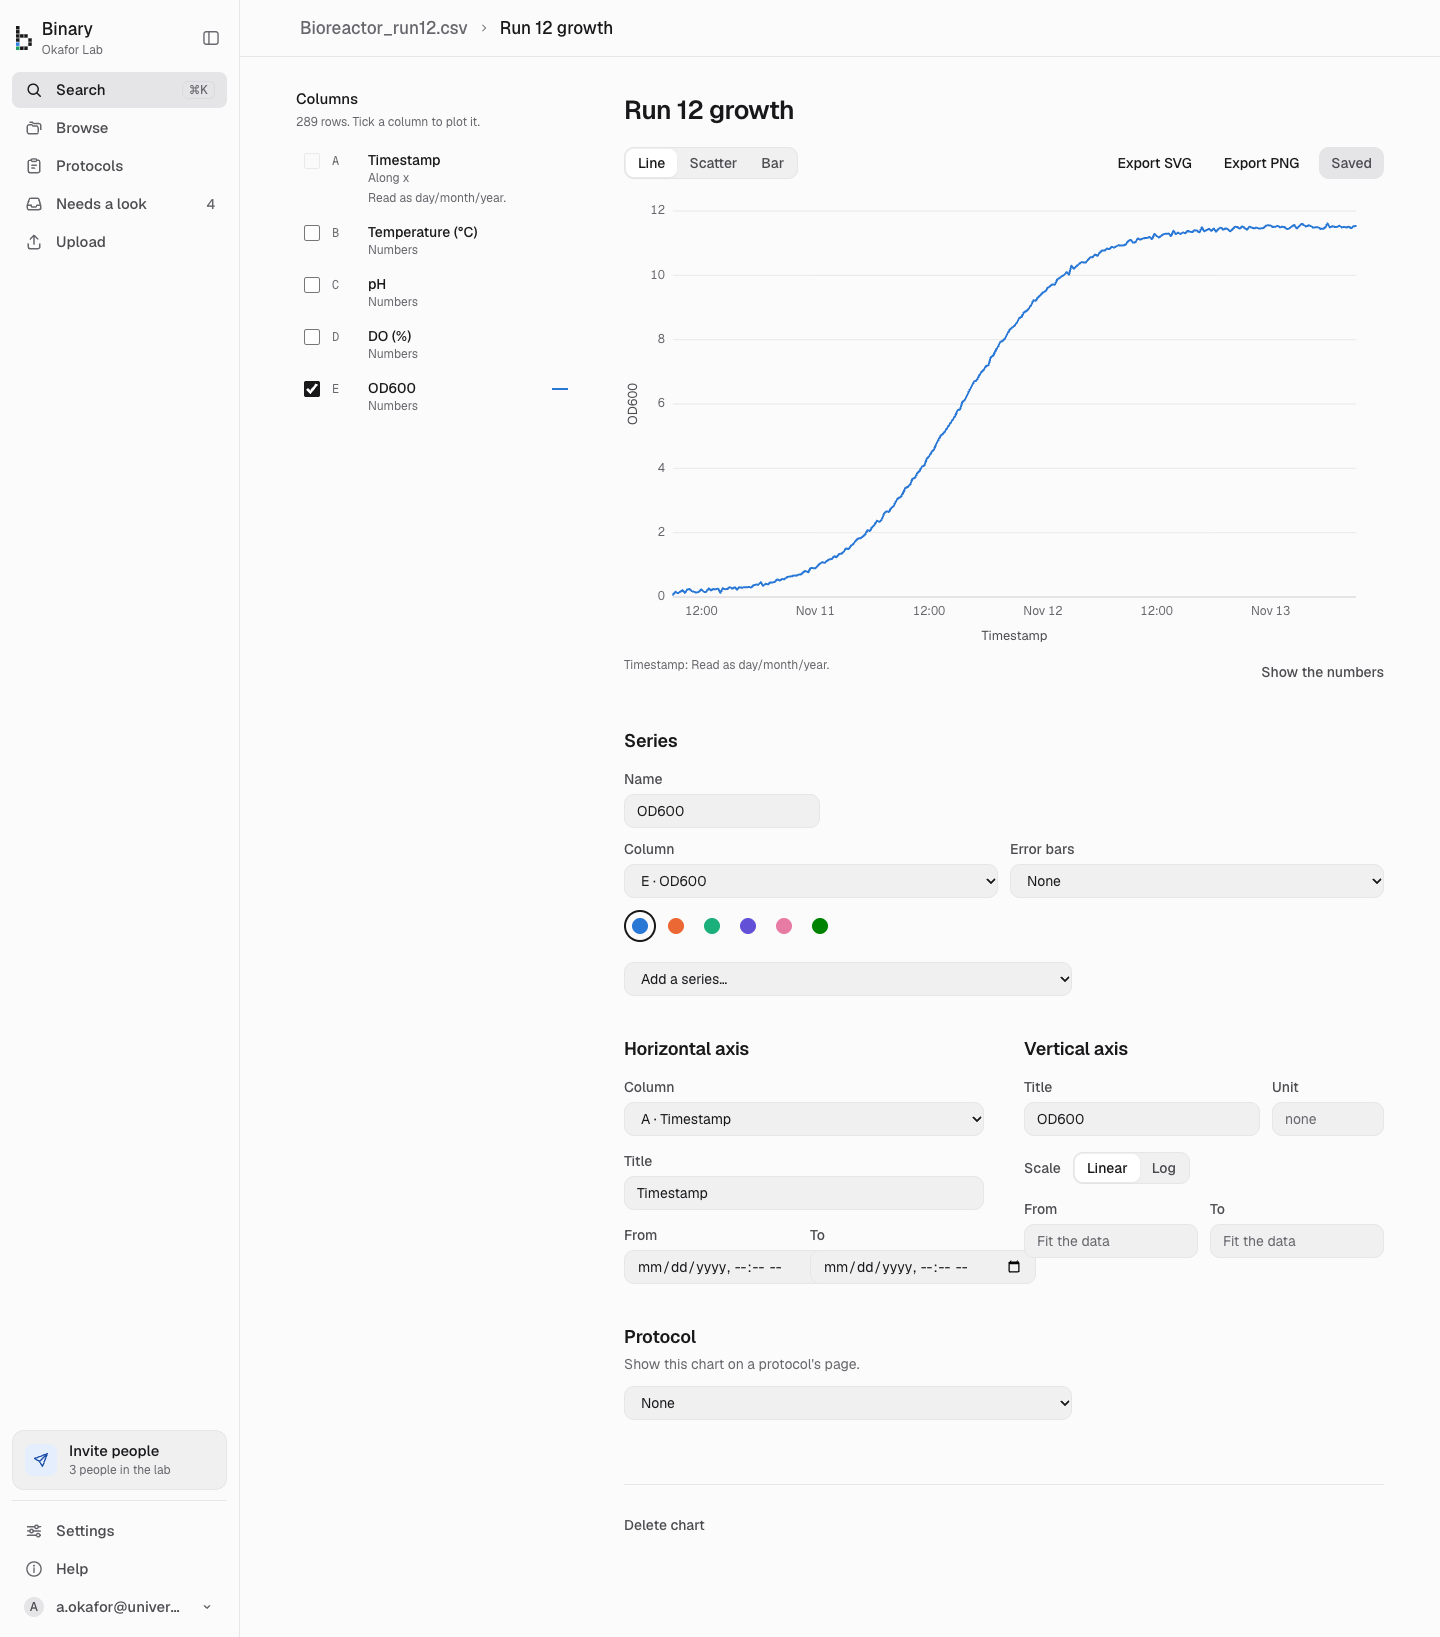 Binary
Okafor Lab
Search ⌘K
Browse
Protocols
Needs a look 4
Upload
Invite people
3 people in the lab
Settings
Help
A a.okafor@univer...
Bioreactor_run12.csv › Run 12 growth
Columns
289 rows. Tick a column to plot it.
A Timestamp
Along x
Read as day/month/year.
B Temperature (°C)
Numbers
C pH
Numbers
D DO (%)
Numbers
E OD600
Numbers
Run 12 growth
Line Scatter Bar
Export SVG Export PNG Saved
12
10
8
6
4
2
0
OD600
12:00 Nov 11 12:00 Nov 12 12:00 Nov 13
Timestamp
Timestamp: Read as day/month/year.
Show the numbers
Series
Name
OD600
Column Error bars
E · OD600 None
Add a series…
Horizontal axis
Column
A · Timestamp
Title
Timestamp
From To
mm/dd/yyyy, --:-- -- mm/dd/yyyy, --:-- --
Vertical axis
Title Unit
OD600 none
Scale Linear Log
From To
Fit the data Fit the data
Protocol
Show this chart on a protocol's page.
None
Delete chart